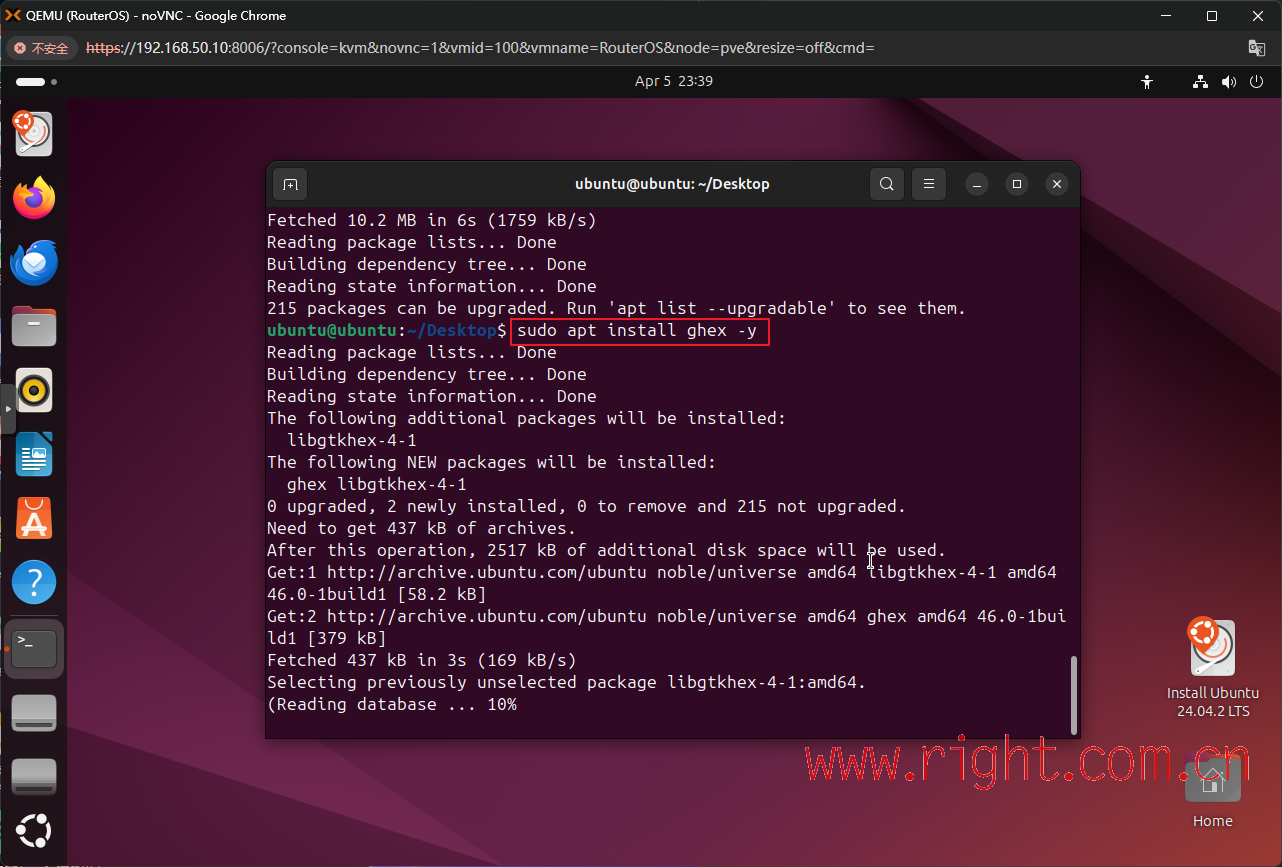 QEMU (RouterOS) - noVNC - Google Chrome
不安全 https://192.168.50.10:8006/?console=kvm&novnc=1&vmid=100&vmname=RouterOS&node=pve&resize=off&cmd=
Apr 5 23:39
ubuntu@ubuntu: ~/Desktop
Fetched 10.2 MB in 6s (1759 kB/s)
Reading package lists... Done
Building dependency tree... Done
Reading state information... Done
215 packages can be upgraded. Run 'apt list --upgradable' to see them.
ubuntu@ubuntu:~/Desktop$ sudo apt install ghex -y
Reading package lists... Done
Building dependency tree... Done
Reading state information... Done
The following additional packages will be installed:
  libgtkhex-4-1
The following NEW packages will be installed:
  ghex libgtkhex-4-1
0 upgraded, 2 newly installed, 0 to remove and 215 not upgraded.
Need to get 437 kB of archives.
After this operation, 2517 kB of additional disk space will be used.
Get:1 http://archive.ubuntu.com/ubuntu noble/universe amd64 libgtkhex-4-1 amd64
46.0-1build1 [58.2 kB]
Get:2 http://archive.ubuntu.com/ubuntu noble/universe amd64 ghex amd64 46.0-1bui
ld1 [379 kB]
Fetched 437 kB in 3s (169 kB/s)
Selecting previously unselected package libgtkhex-4-1:amd64.
(Reading database ... 10%
Install Ubuntu
24.04.2 LTS
www.right.com.cn
Home